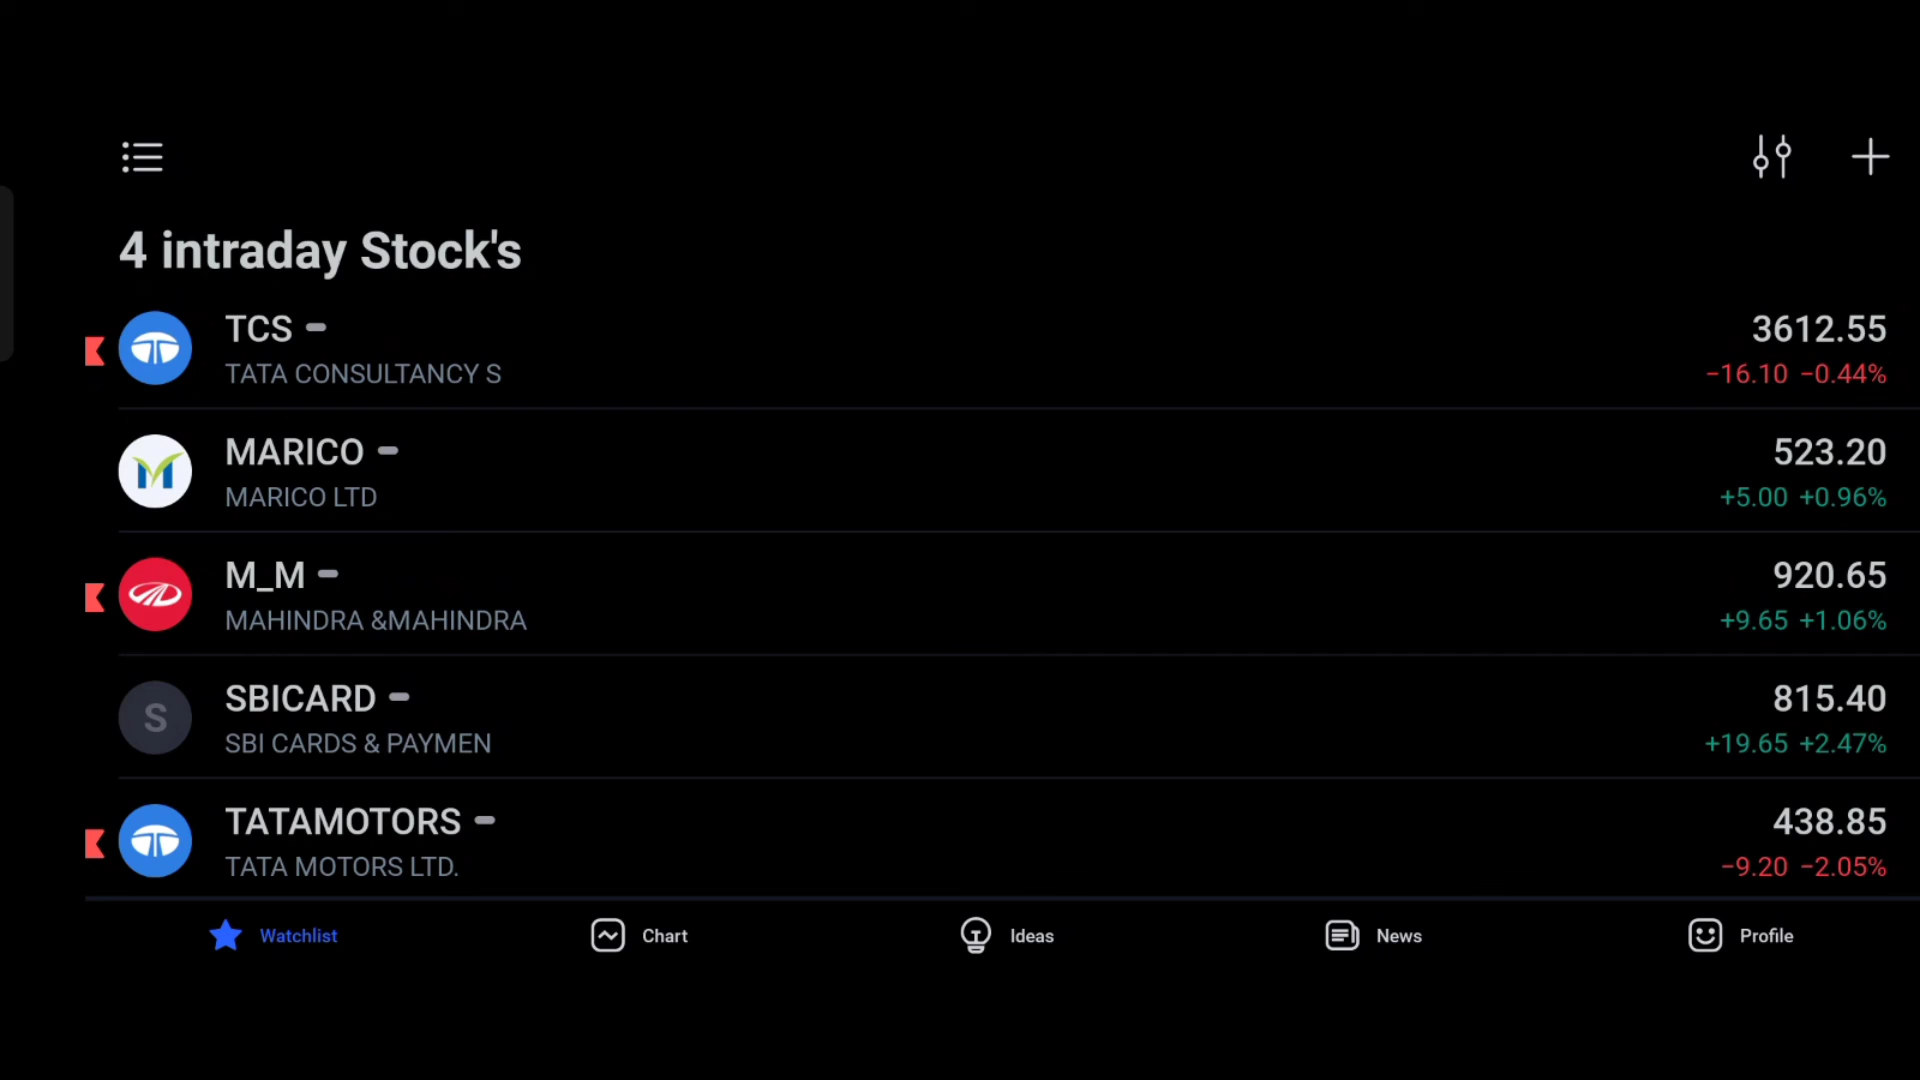 4 intraday Stock's
TCS
3612.55
TATA CONSULTANCY S
−16.10 −0.44%
MARICO
523.20
MARICO LTD
+5.00 +0.96%
M_M
920.65
MAHINDRA &MAHINDRA
+9.65 +1.06%
S
SBICARD
815.40
SBI CARDS & PAYMEN
+19.65 +2.47%
TATAMOTORS
438.85
TATA MOTORS LTD.
−9.20 −2.05%
Watchlist
Chart
Ideas
News
Profile